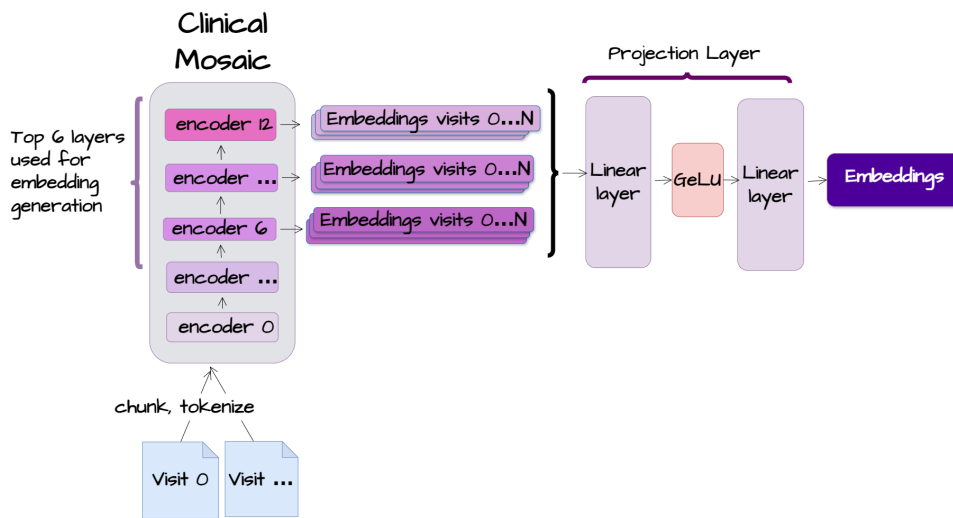 Clinical
Mosaic
Projection Layer
Top 6 layers
used for
embedding
generation
encoder 12
Embeddings visits 0...N
encoder ...
Embeddings visits 0...N
encoder 6
Embeddings visits 0...N
encoder ...
encoder 0
Linear
layer
GeLU
Linear
layer
Embeddings
chunk, tokenize
Visit 0
Visit ...